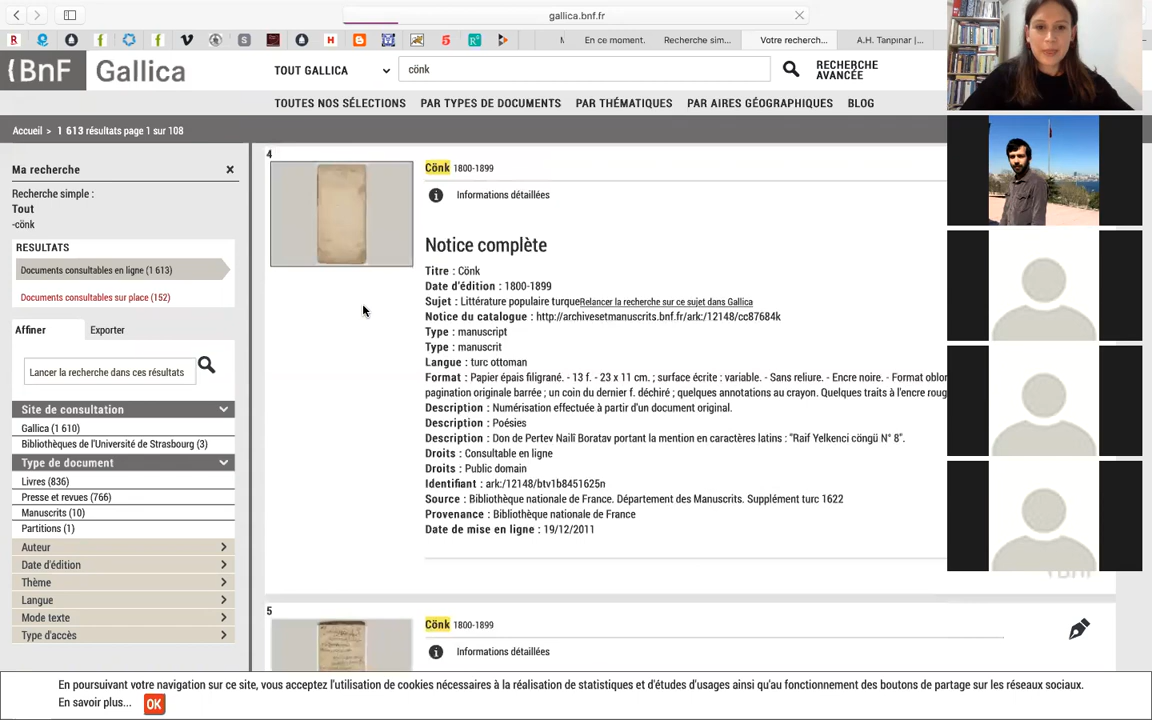 gallica.bnf.fr
En ce moment.
Recherche sim...
Votre recherch...
A.H. Tanpınar |...
BnF Gallica
TOUT GALLICA
cönk
RECHERCHE
AVANCÉE
TOUTES NOS SÉLECTIONS
PAR TYPES DE DOCUMENTS
PAR THÉMATIQUES
PAR AIRES GÉOGRAPHIQUES
BLOG
Accueil > 1 613 résultats page 1 sur 108
Ma recherche
Recherche simple :
Tout
-cönk
RESULTATS
Documents consultables en ligne (1 613)
Documents consultables sur place (152)
Affiner
Exporter
Lancer la recherche dans ces résultats
Site de consultation
Gallica (1 610)
Bibliothèques de l'Université de Strasbourg (3)
Type de document
Livres (836)
Presse et revues (766)
Manuscrits (10)
Partitions (1)
Auteur
Date d'édition
Thème
Langue
Mode texte
Type d'accès
4
Cönk 1800-1899
Informations détaillées
Notice complète
Titre : Cönk
Date d'édition : 1800-1899
Sujet : Littérature populaire turqueRelancer la recherche sur ce sujet dans Gallica
Notice du catalogue : http://archivesetmanuscrits.bnf.fr/ark:/12148/cc87684k
Type : manuscript
Type : manuscrit
Langue : turc ottoman
Format : Papier épais filigrané. - 13 f. - 23 x 11 cm. ; surface écrite : variable. - Sans reliure. - Encre noire. - Format oblon
pagination originale barrée ; un coin du dernier f. déchiré ; quelques annotations au crayon. Quelques traits à l'encre roug
Description : Numérisation effectuée à partir d'un document original.
Description : Poésies
Description : Don de Pertev Nailî Boratav portant la mention en caractères latins : "Raif Yelkenci cöngü N° 8".
Droits : Consultable en ligne
Droits : Public domain
Identifiant : ark:/12148/btv1b8451625n
Source : Bibliothèque nationale de France. Département des Manuscrits. Supplément turc 1622
Provenance : Bibliothèque nationale de France
Date de mise en ligne : 19/12/2011
5
Cönk 1800-1899
Informations détaillées
En poursuivant votre navigation sur ce site, vous acceptez l'utilisation de cookies nécessaires à la réalisation de statistiques et d'études d'usages ainsi qu'au fonctionnement des boutons de partage sur les réseaux sociaux.
En savoir plus...
OK